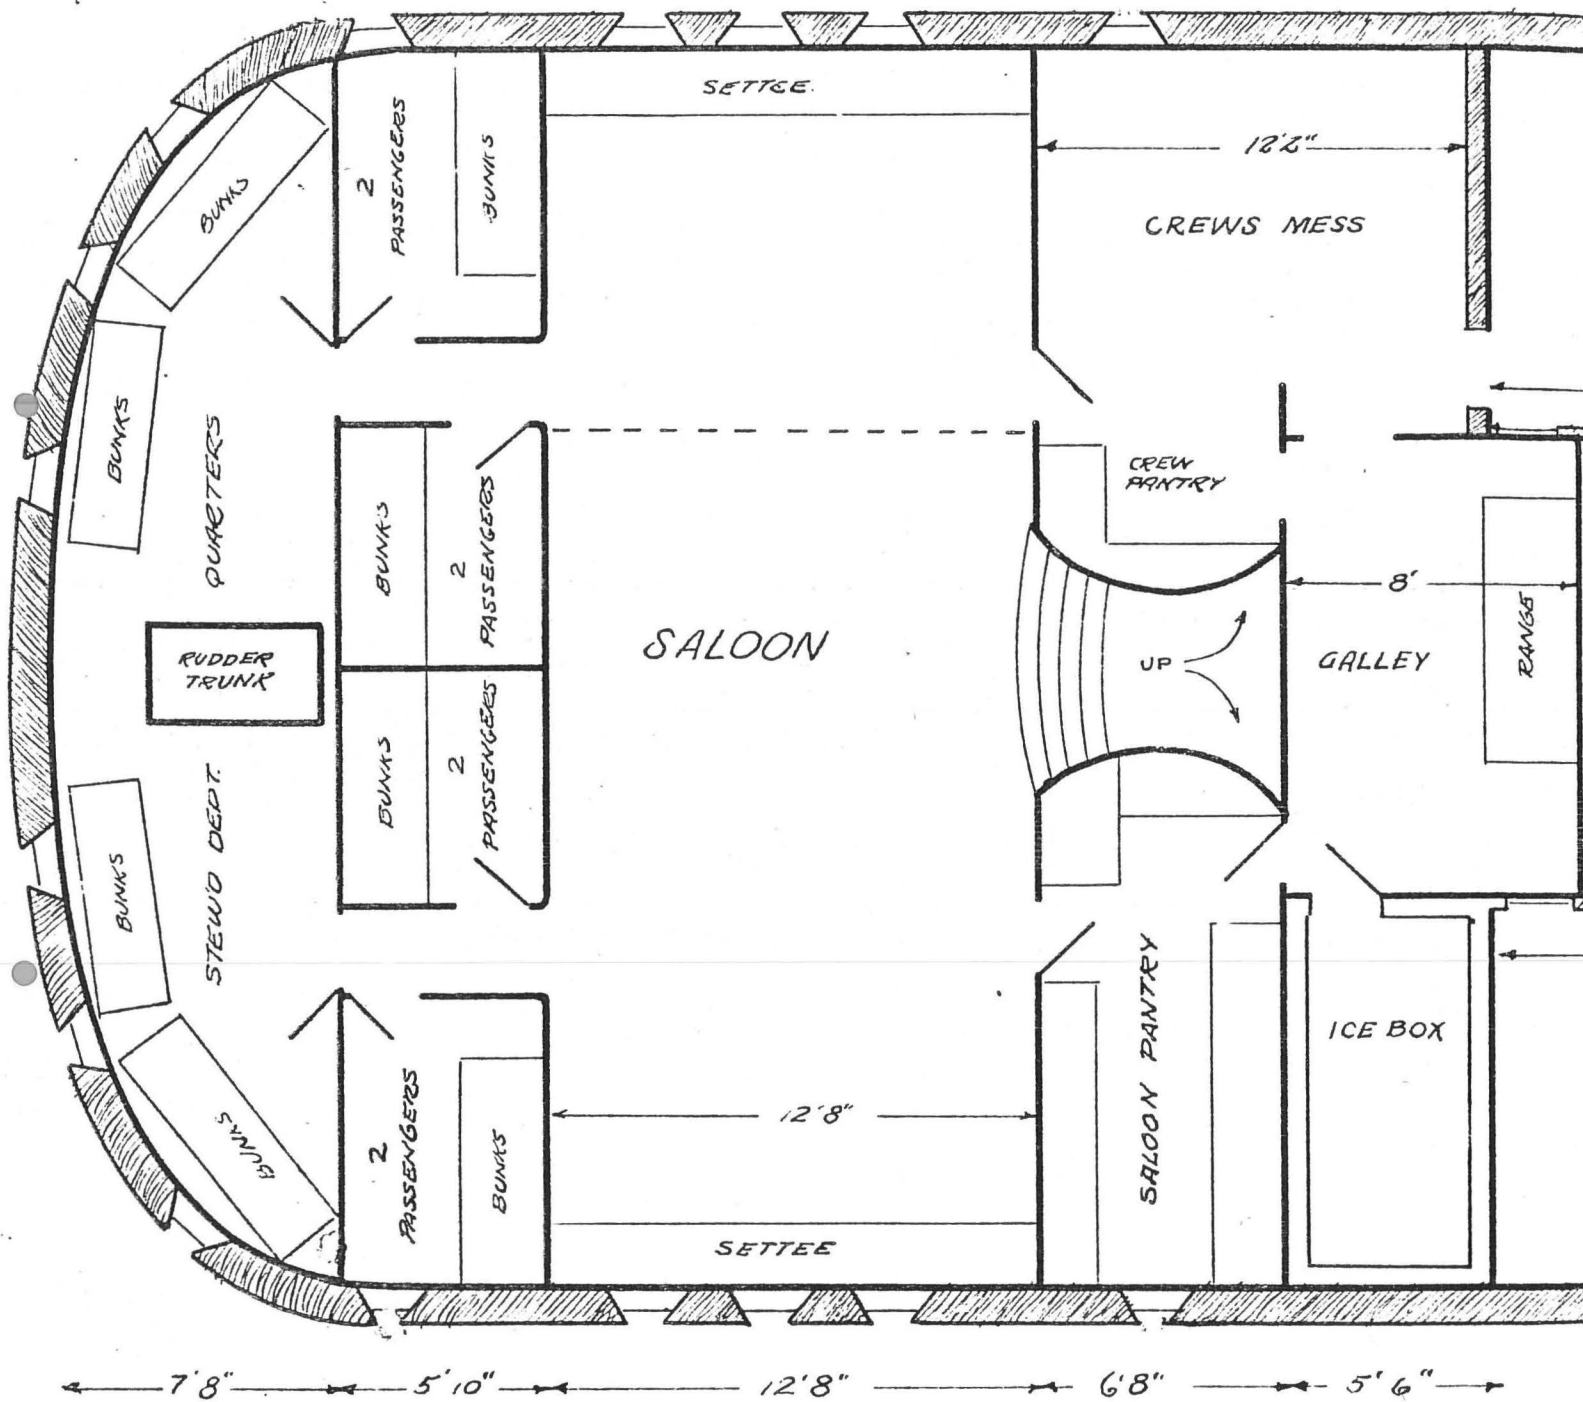 SETTEE.
2
PASSENGERS
BUNKS
BUNKS
12'2"
CREWS MESS
BUNKS
QUARTERS
BUNKS
2
PASSENGERS
CREW
PANTRY
8'
RANGE
SALOON
UP
GALLEY
RUDDER
TRUNK
BUNKS
2
PASSENGERS
STEW'D DEPT.
BUNKS
SALOON PANTRY
ICE BOX
BUNKS
2
PASSENGERS
BUNKS
12'8"
SETTEE
7'8" 5'10" 12'8" 6'8" 5'6"